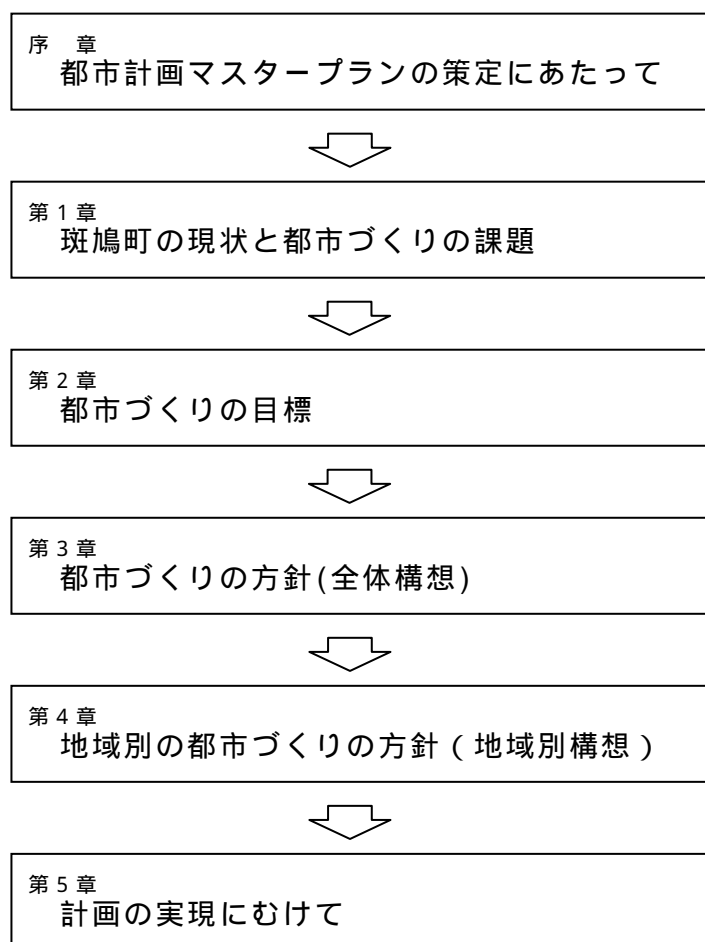 序　章
都市計画マスタープランの策定にあたって
第１章
斑鳩町の現状と都市づくりの課題
第２章
都市づくりの目標
第３章
都市づくりの方針(全体構想)
第４章
地域別の都市づくりの方針（地域別構想）
第５章
計画の実現にむけて